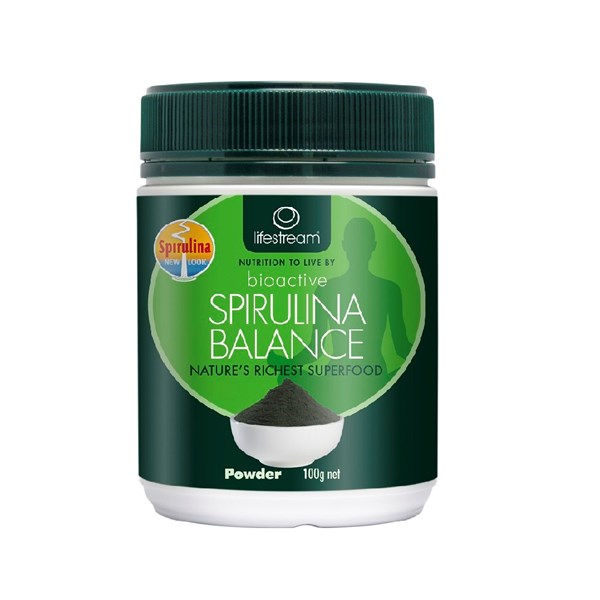 lifestream®
Spirulina
NEW LOOK
NUTRITION TO LIVE BY
bioactive
SPIRULINA
BALANCE
NATURE'S RICHEST SUPERFOOD
Powder 100g net